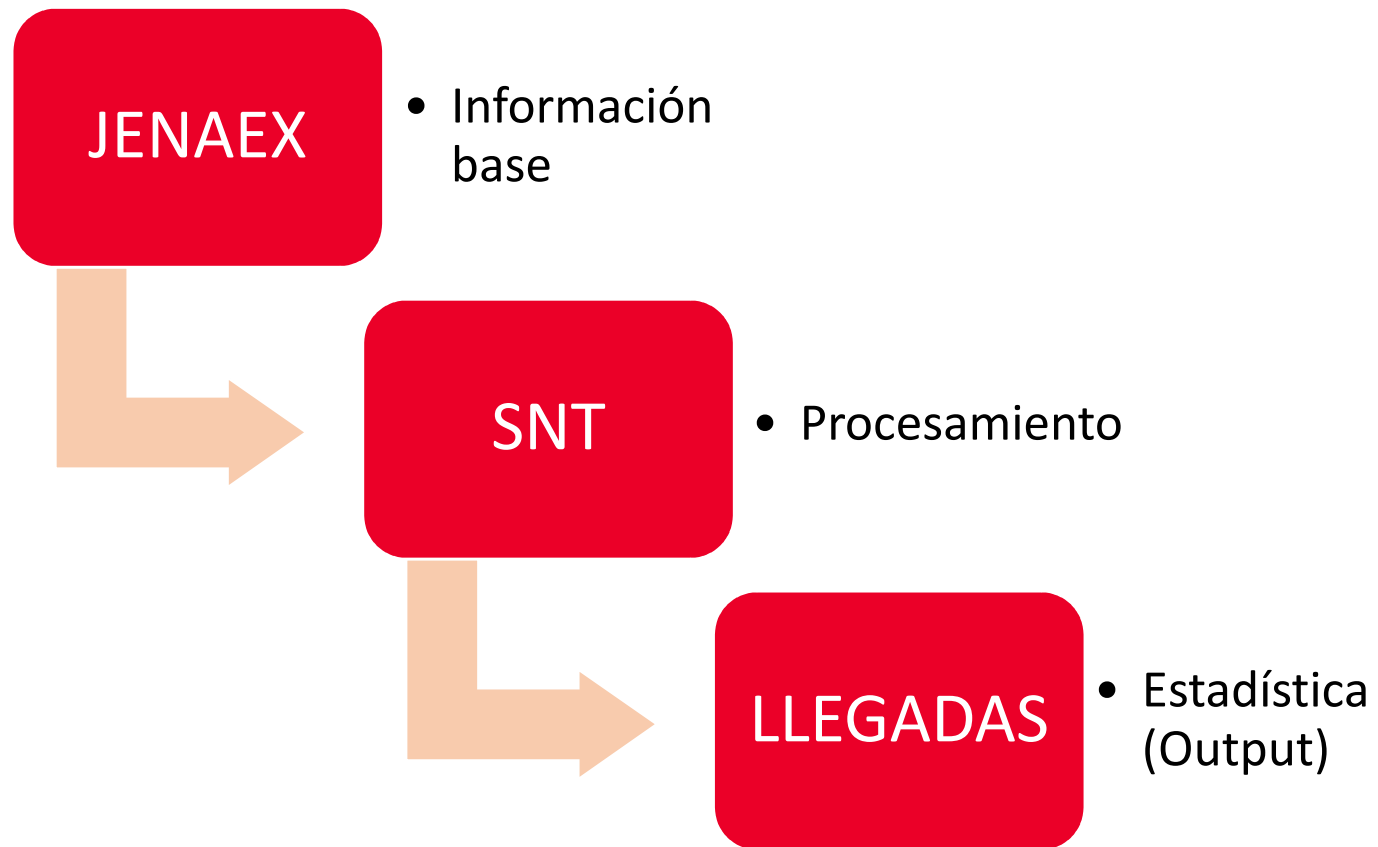 JENAEX
• Información
base
SNT
• Procesamiento
LLEGADAS
• Estadística
(Output)